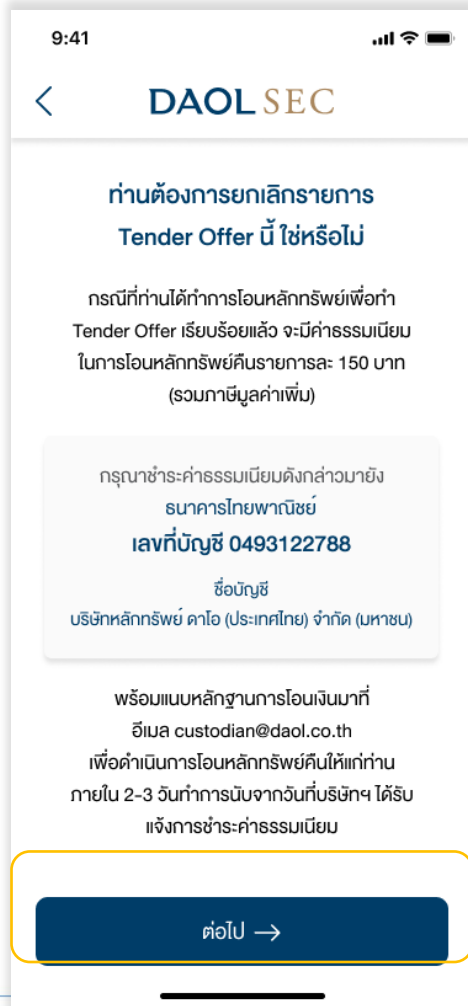 9:41
DAOL SEC
ท่านต้องการยกเลิกรายการ
Tender Offer นี้ ใช่หรือไม่
กรณีที่ท่านได้ทำการโอนหลักทรัพย์เพื่อทำ
Tender Offer เรียบร้อยแล้ว จะมีค่าธรรมเนียม
ในการโอนหลักทรัพย์คืนรายการละ 150 บาท
(รวมภาษีมูลค่าเพิ่ม)
กรุณาชำระค่าธรรมเนียมดังกล่าวมายัง
ธนาคารไทยพาณิชย์
เลขที่บัญชี 0493122788
ชื่อบัญชี
บริษัทหลักทรัพย์ ดาโอ (ประเทศไทย) จำกัด (มหาชน)
พร้อมแนบหลักฐานการโอนเงินมาที่
อีเมล custodian@daol.co.th
เพื่อดำเนินการโอนหลักทรัพย์คืนให้แก่ท่าน
ภายใน 2-3 วันทำการนับจากวันที่บริษัทฯ ได้รับ
แจ้งการชำระค่าธรรมเนียม
ต่อไป →